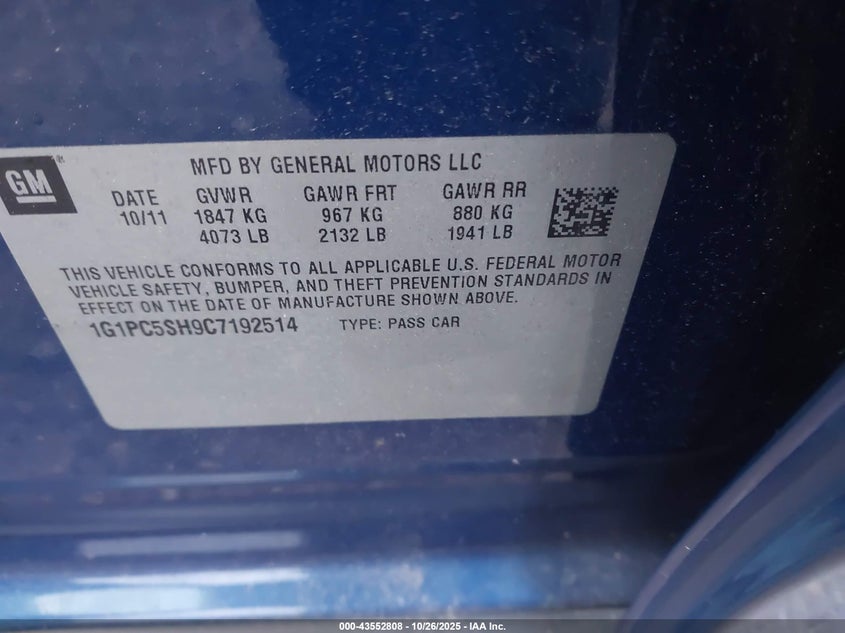 GM
MFD BY GENERAL MOTORS LLC
DATE GVWR GAWR FRT GAWR RR
10/11 1847 KG 967 KG 880 KG
4073 LB 2132 LB 1941 LB
THIS VEHICLE CONFORMS TO ALL APPLICABLE U.S. FEDERAL MOTOR
VEHICLE SAFETY, BUMPER, AND THEFT PREVENTION STANDARDS IN
EFFECT ON THE DATE OF MANUFACTURE SHOWN ABOVE.
1G1PC5SH9C7192514 TYPE: PASS CAR
000-43552808 | 10/26/2025 - IAA Inc.